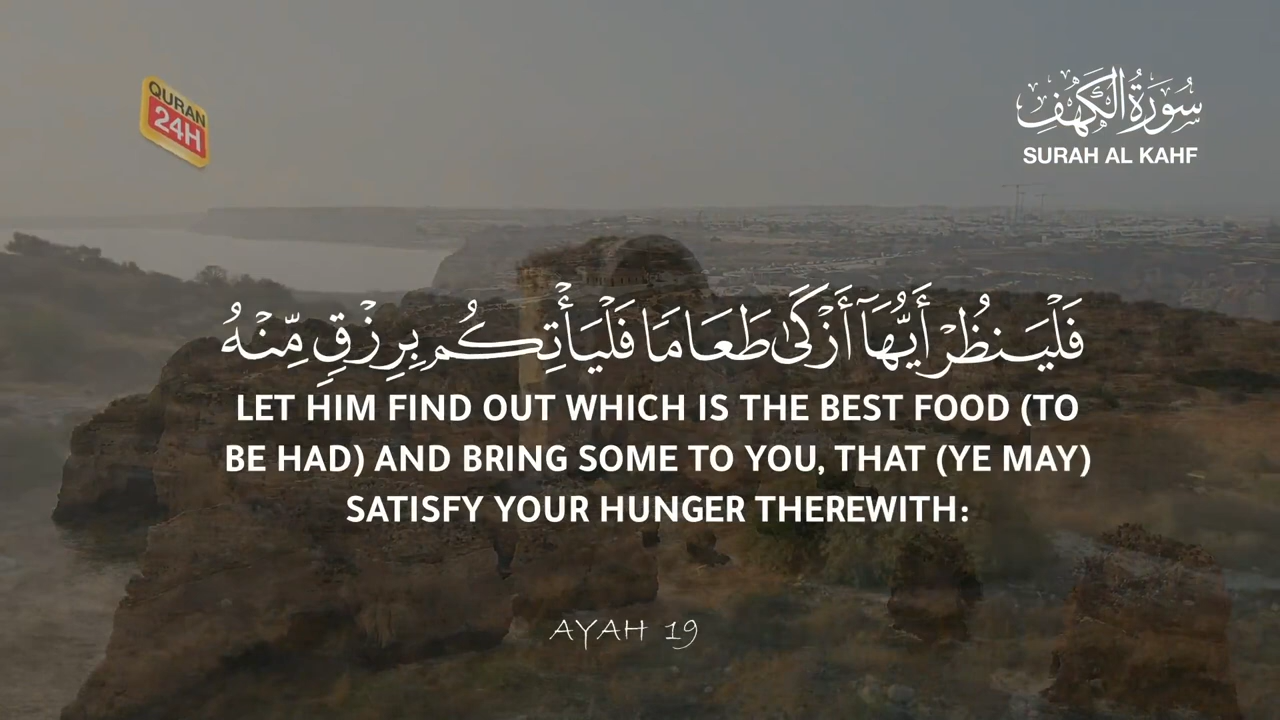 QURAN
24H
سُورَةُ الكَهْفِ
SURAH AL KAHF
فَلْيَنظُرْ أَيُّهَآ أَزْكَىٰ طَعَامًا فَلْيَأْتِكُم بِرِزْقٍ مِّنْهُ
LET HIM FIND OUT WHICH IS THE BEST FOOD (TO
BE HAD) AND BRING SOME TO YOU, THAT (YE MAY)
SATISFY YOUR HUNGER THEREWITH:
AYAH 19